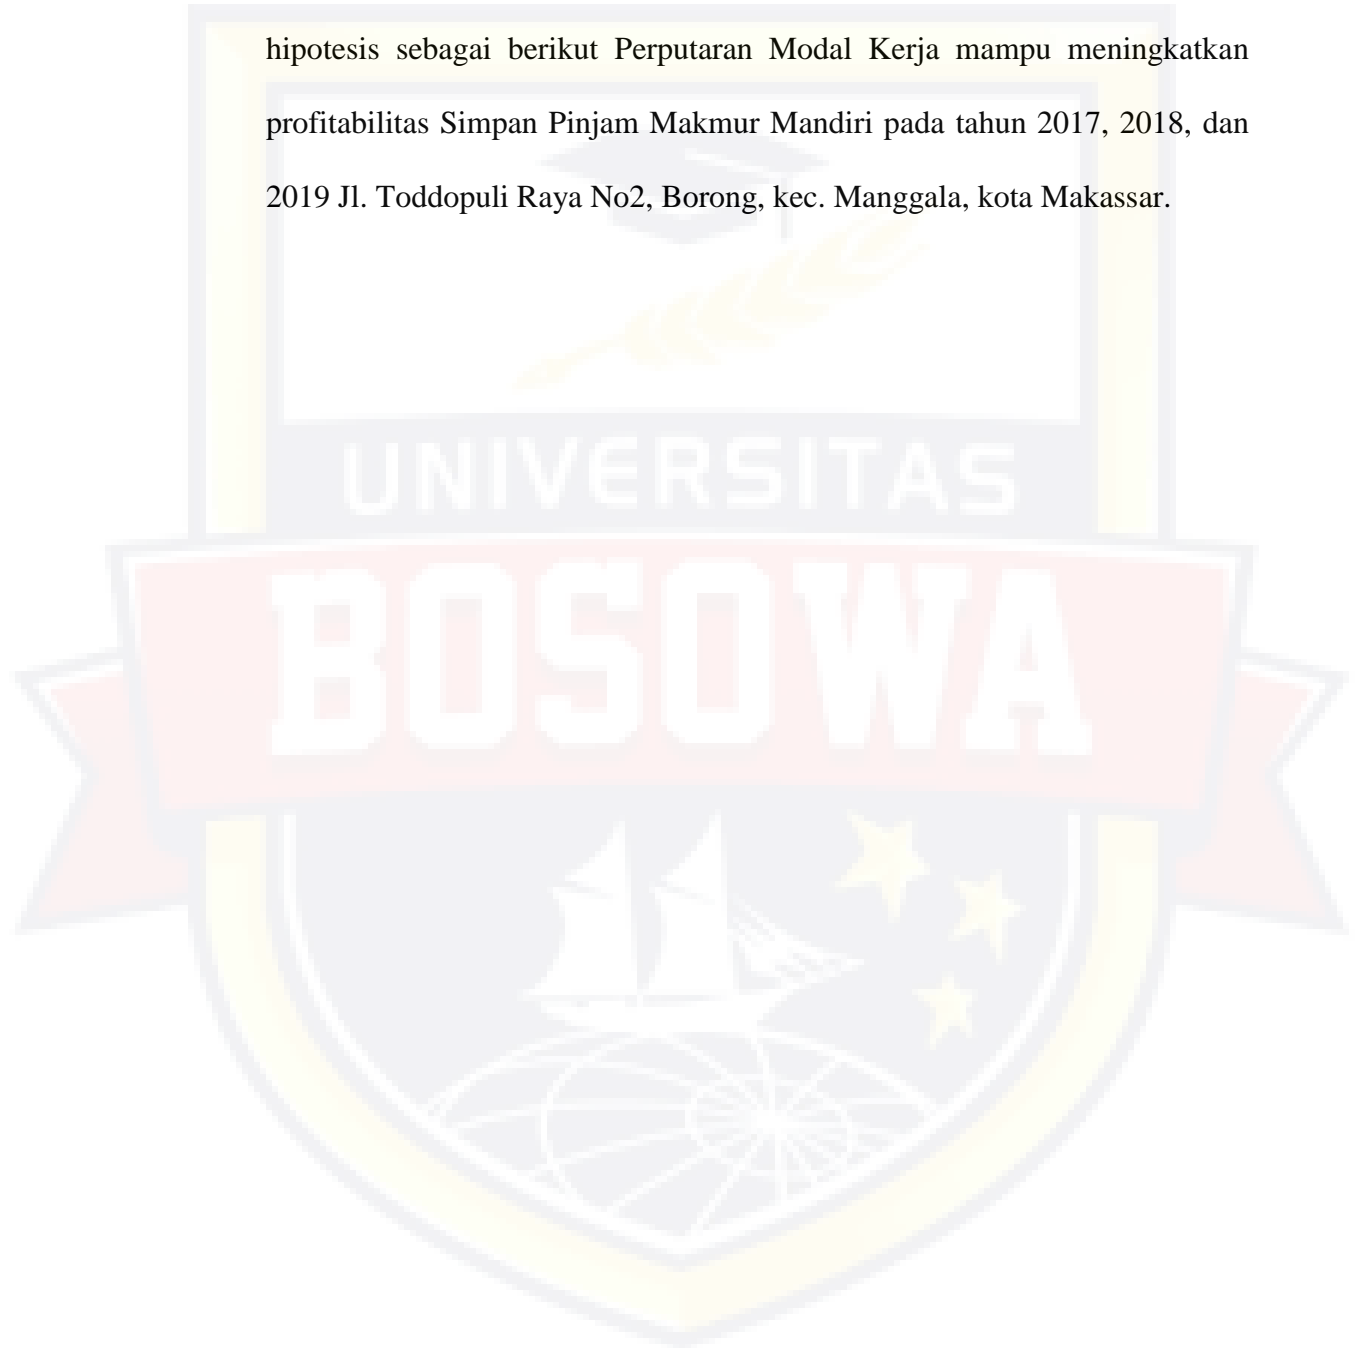 hipotesis sebagai berikut Perputaran Modal Kerja mampu meningkatkan
profitabilitas Simpan Pinjam Makmur Mandiri pada tahun 2017, 2018, dan
2019 Jl. Toddopuli Raya No2, Borong, kec. Manggala, kota Makassar.
UNIVERSITAS
BOSOWA